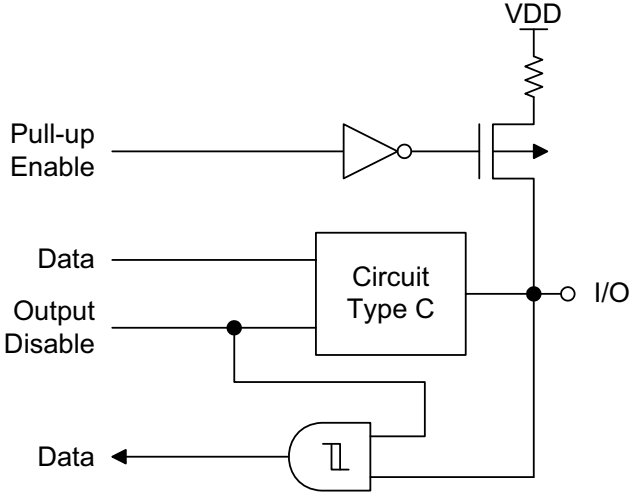 VDD
Pull-up
Enable
Data
Circuit
Type C
I/O
Output
Disable
Data